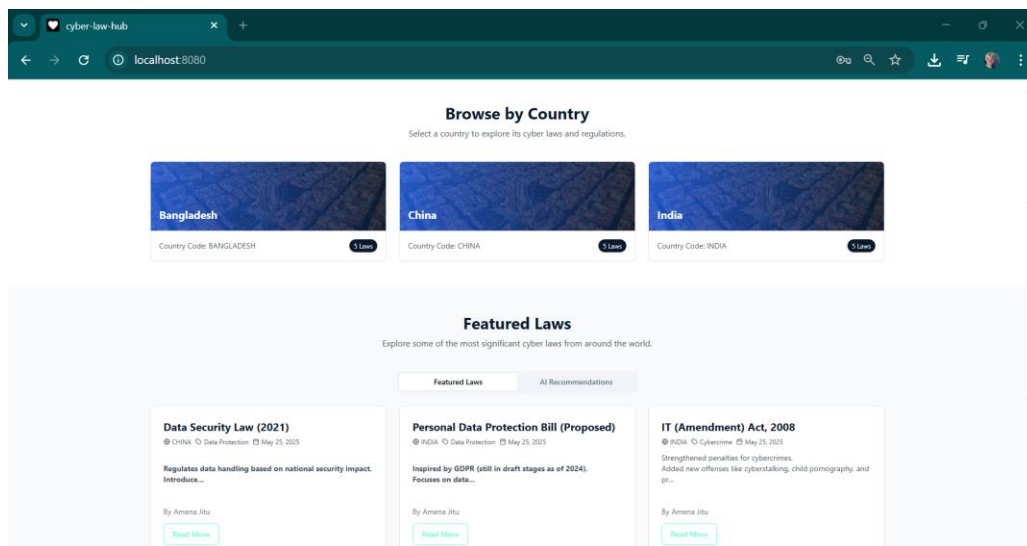 cyber-law-hub
localhost:8080
Browse by Country
Select a country to explore its cyber laws and regulations.
Bangladesh
Country Code: BANGLADESH
5 Laws
China
Country Code: CHINA
5 Laws
India
Country Code: INDIA
5 Laws
Featured Laws
Explore some of the most significant cyber laws from around the world.
Featured Laws
AI Recommendations
Data Security Law (2021)
CHINA Data Protection May 25, 2025
Regulates data handling based on national security impact.
Introduce...
By Amena Jitu
Read More
Personal Data Protection Bill (Proposed)
INDIA Data Protection May 25, 2025
Inspired by GDPR (still in draft stages as of 2024).
Focuses on data...
By Amena Jitu
Read More
IT (Amendment) Act, 2008
INDIA Cybercrime May 25, 2025
Strengthened penalties for cybercrimes.
Added new offenses like cyberstalking, child pornography, and
pr...
By Amena Jitu
Read More